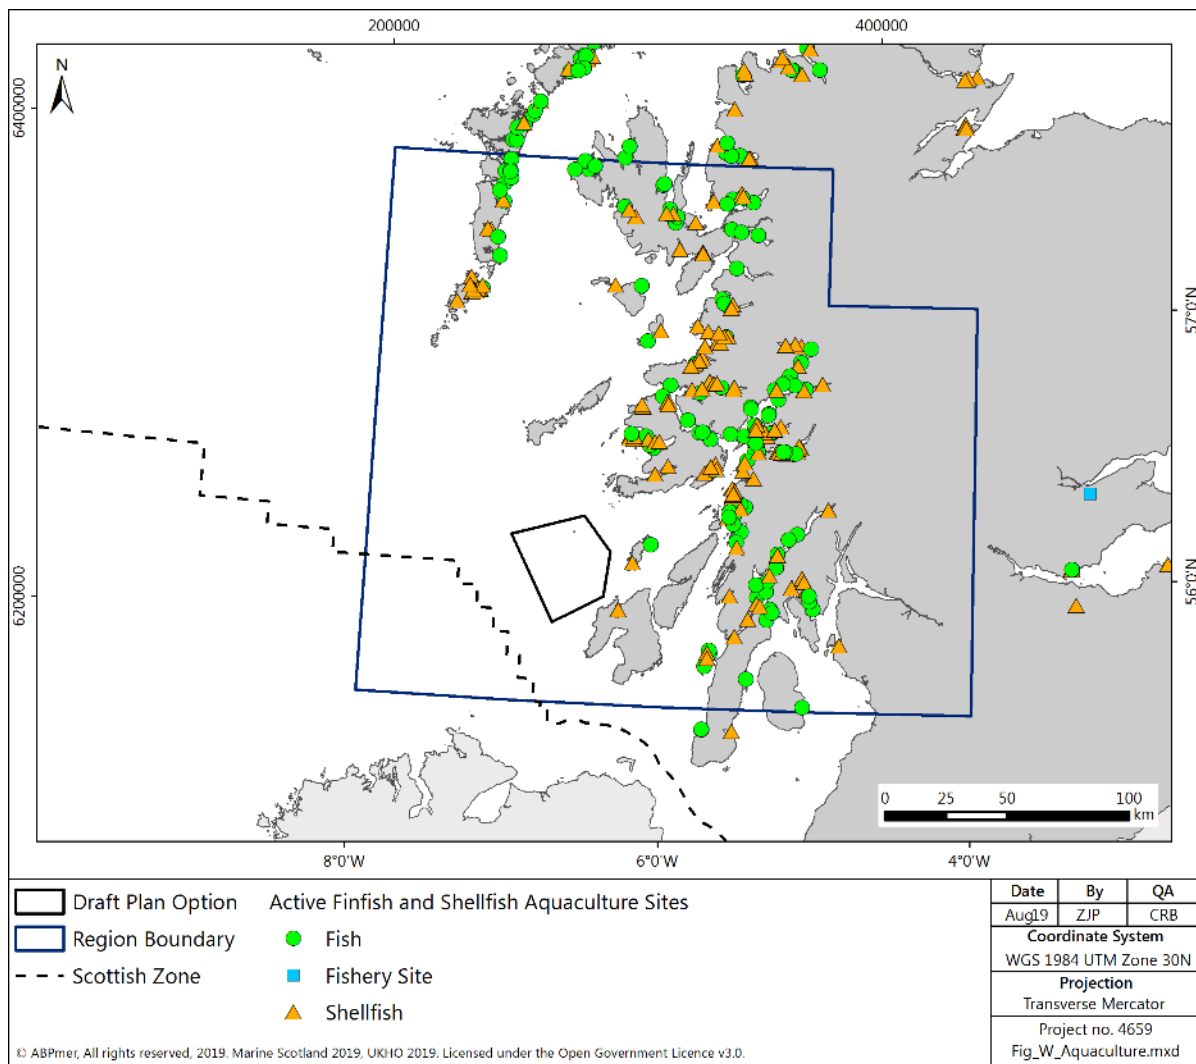 200000
400000
N
6400000
6200000
57°0'N
56°0'N
0 25 50 100
km
8°0'W
6°0'W
4°0'W
Draft Plan Option
Region Boundary
Scottish Zone
Active Finfish and Shellfish Aquaculture Sites
Fish
Fishery Site
Shellfish
Date By QA
Aug19 ZJP CRB
Coordinate System
WGS 1984 UTM Zone 30N
Projection
Transverse Mercator
Project no. 4659
Fig_W_Aquaculture.mxd
© ABPmer, All rights reserved, 2019. Marine Scotland 2019, UKHO 2019. Licensed under the Open Government Licence v3.0.